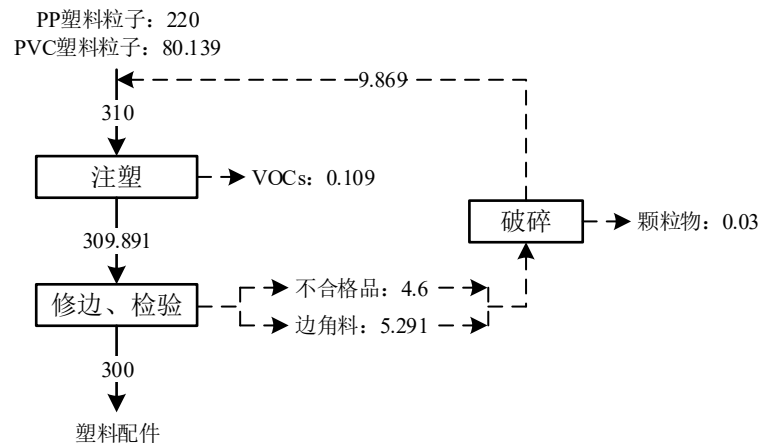 PP塑料粒子：220
PVC塑料粒子：80.139
9.869
310
注塑
VOCs：0.109
破碎
颗粒物：0.03
309.891
不合格品：4.6
修边、检验
边角料：5.291
300
塑料配件